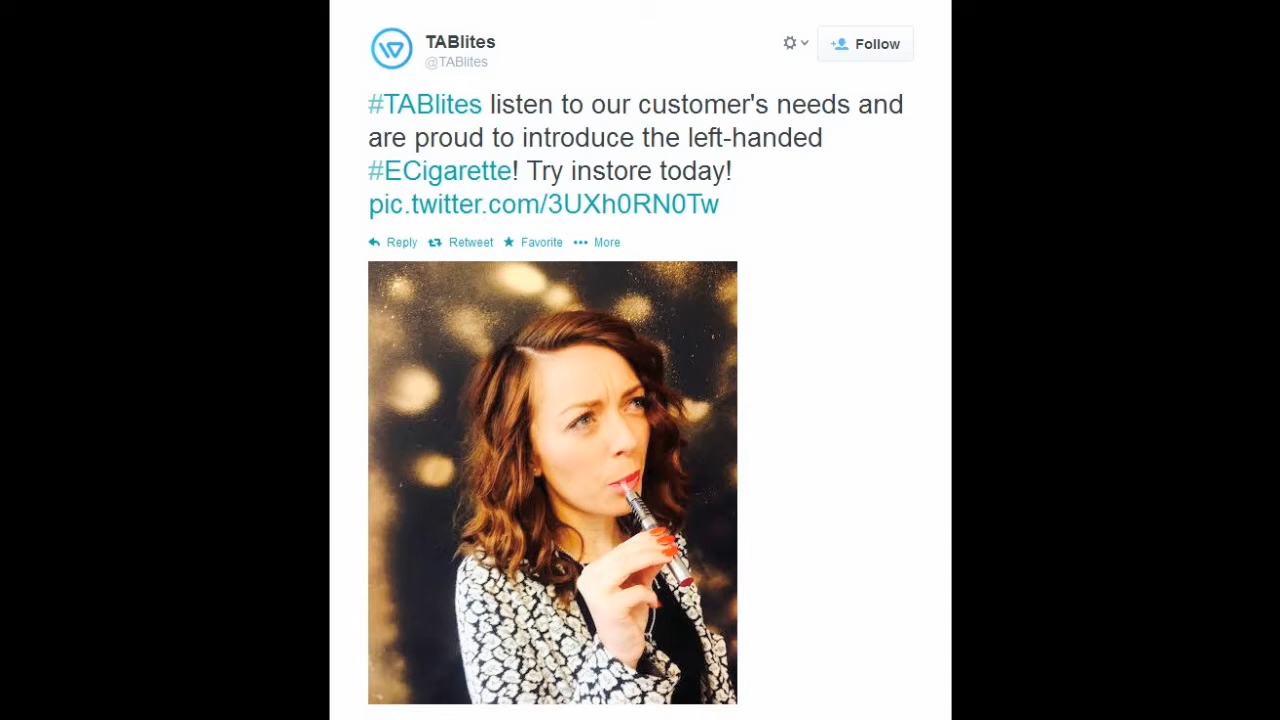 TABlites
@TABlites
Follow
#TABlites listen to our customer's needs and
are proud to introduce the left-handed
#ECigarette! Try instore today!
pic.twitter.com/3UXh0RN0Tw
Reply Retweet Favorite More